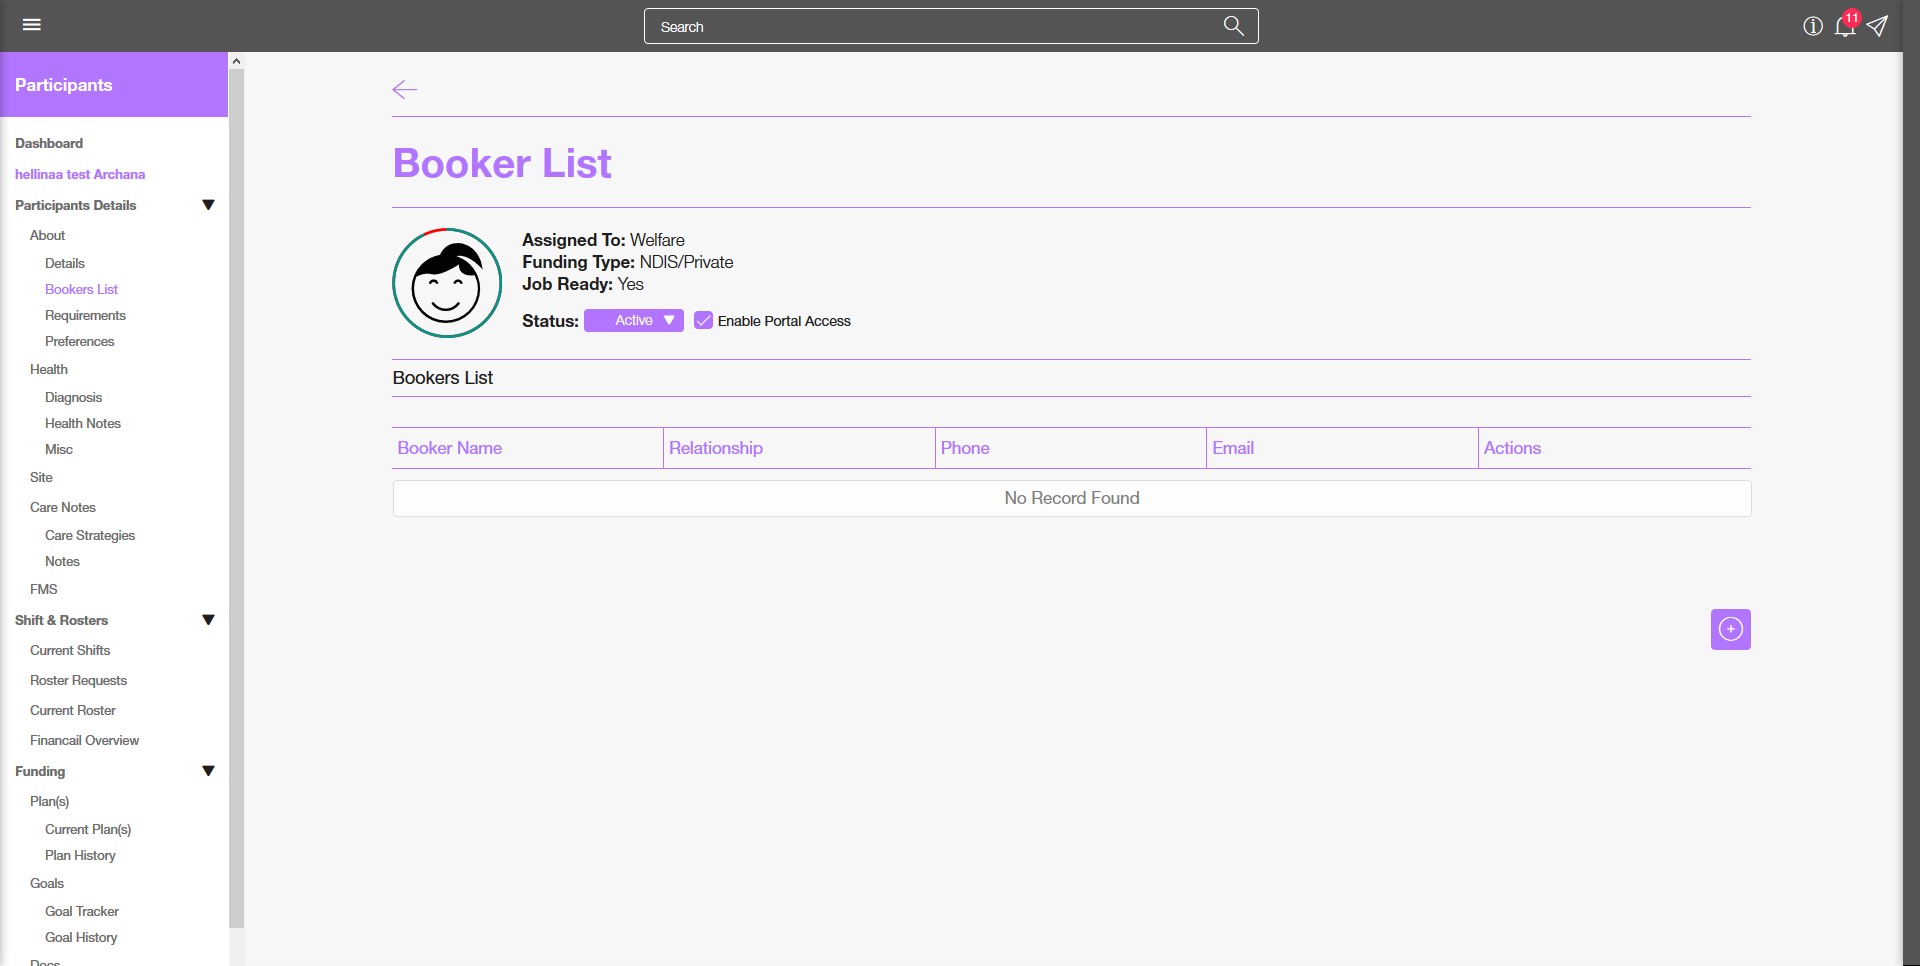 Search
11
Participants
Dashboard
hellinaa test Archana
Participants Details
About
Details
Bookers List
Requirements
Preferences
Health
Diagnosis
Health Notes
Misc
Site
Care Notes
Care Strategies
Notes
FMS
Shift & Rosters
Current Shifts
Roster Requests
Current Roster
Financail Overview
Funding
Plan(s)
Current Plan(s)
Plan History
Goals
Goal Tracker
Goal History
Docs
Booker List
Assigned To: Welfare
Funding Type: NDIS/Private
Job Ready: Yes
Status: Active Enable Portal Access
Bookers List
Booker Name Relationship Phone Email Actions
No Record Found